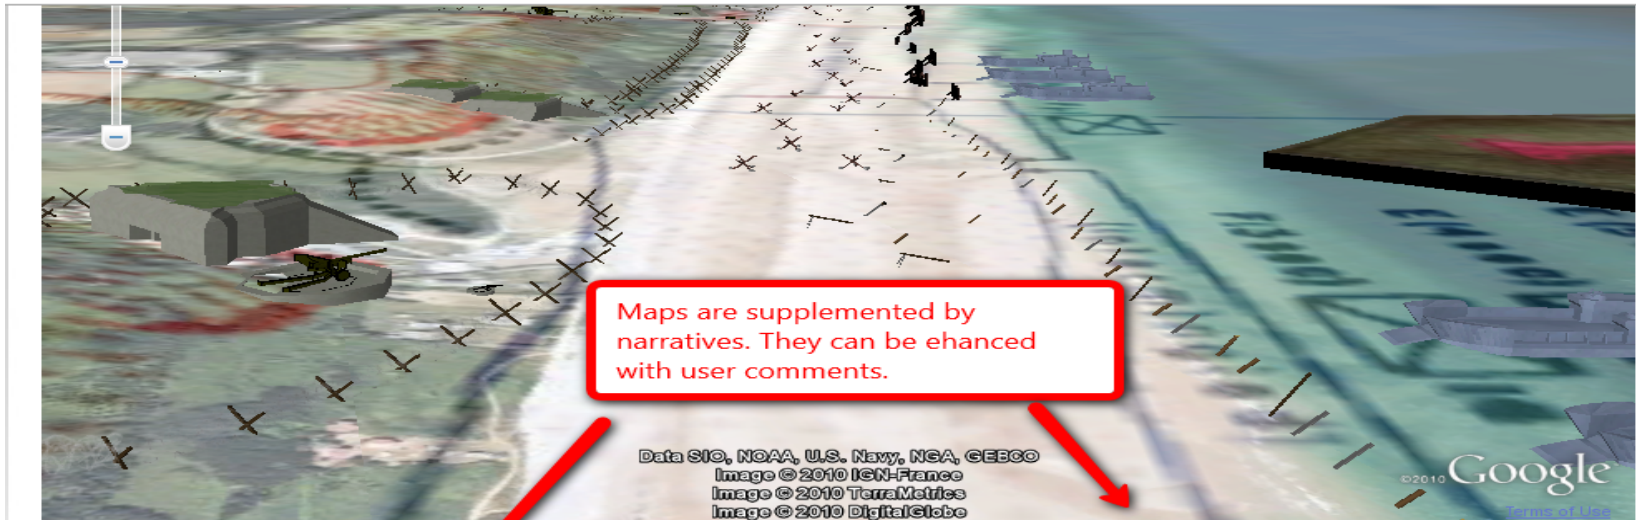 Maps are supplemented by
narratives. They can be ehanced
with user comments.
Data SIO, NOAA, U.S. Navy, NGA, GEBCO
Image © 2010 IGN-France
Image © 2010 TerraMetrics
Image © 2010 DigitalGlobe
©2010 Google
Terms of Use